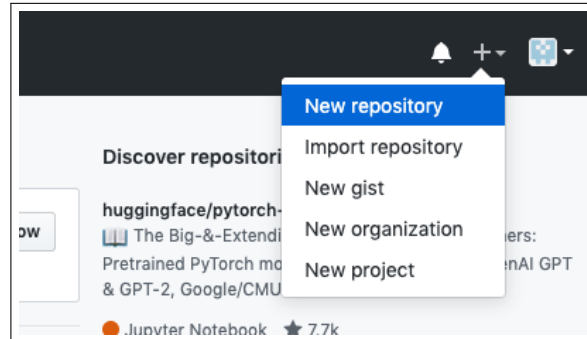 New repository
Import repository
New gist
New organization
New project
Discover repositori
huggingface/pytorch-
ow
The Big-&-Extendi ers:
Pretrained PyTorch mo enAI GPT
& GPT-2, Google/CMU
Jupyter Notebook 7.7k